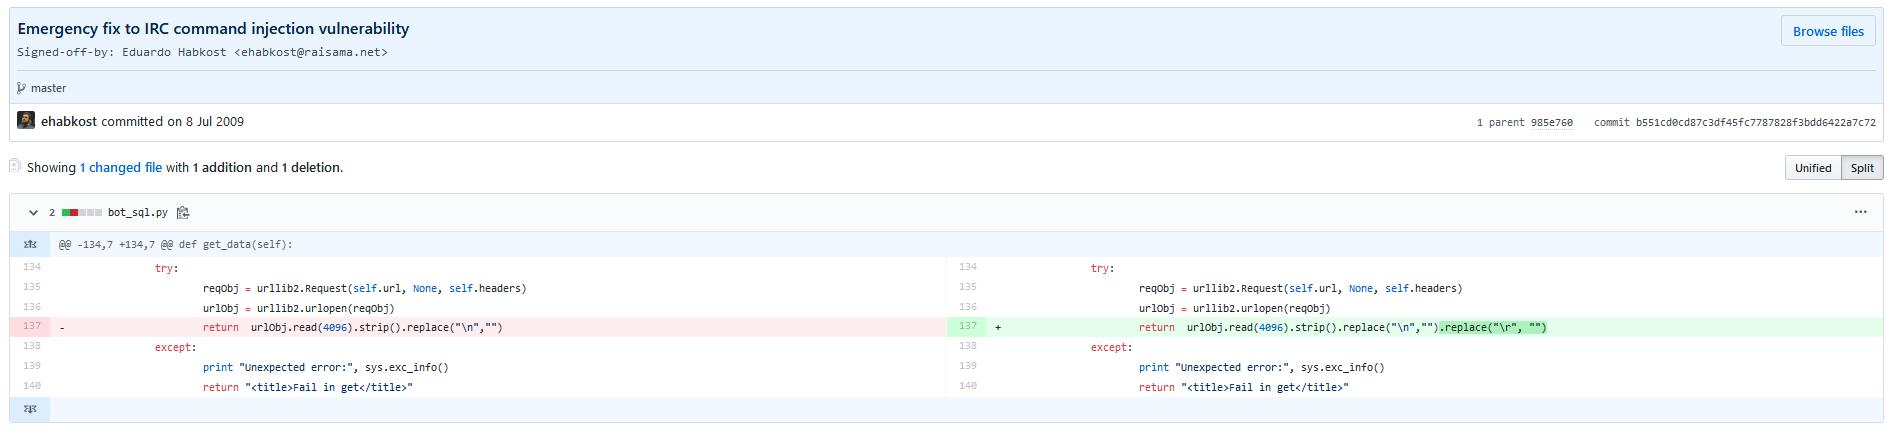 Emergency fix to IRC command injection vulnerability
Browse files
Signed-off-by: Eduardo Habkost <ehabkost@raisama.net>
master
ehabkost committed on 8 Jul 2009
1 parent 985e760 commit b551cd0cd87c3df45fc7787828f3bdd6422a7c72
Showing 1 changed file with 1 addition and 1 deletion.
Unified Split
2 bot_sql.py
@@ -134,7 +134,7 @@ def get_data(self):
134 try:
135 reqObj = urllib2.Request(self.url, None, self.headers)
136 urlObj = urllib2.urlopen(reqObj)
137 - return urlObj.read(4096).strip().replace("\n","")
138 except:
139 print "Unexpected error:", sys.exc_info()
140 return "<title>Fail in get</title>"
134 try:
135 reqObj = urllib2.Request(self.url, None, self.headers)
136 urlObj = urllib2.urlopen(reqObj)
137 + return urlObj.read(4096).strip().replace("\n","").replace("\r", "")
138 except:
139 print "Unexpected error:", sys.exc_info()
140 return "<title>Fail in get</title>"